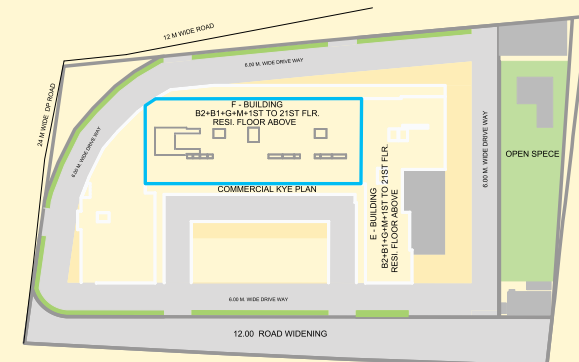 12 M WIDE ROAD
6.00 M. WIDE DRIVE WAY
24 M WIDE DP ROAD
6.00 M. WIDE DRIVE WAY
F - BUILDING
B2+B1+G+M+1ST TO 21ST FLR.
RESI. FLOOR ABOVE
COMMERCIAL KYE PLAN
E - BUILDING
B2+B1+G+M+1ST TO 21ST FLR.
RESI. FLOOR ABOVE
6.00 M. WIDE DRIVE WAY
OPEN SPECE
6.00 M. WIDE DRIVE WAY
12.00 ROAD WIDENING